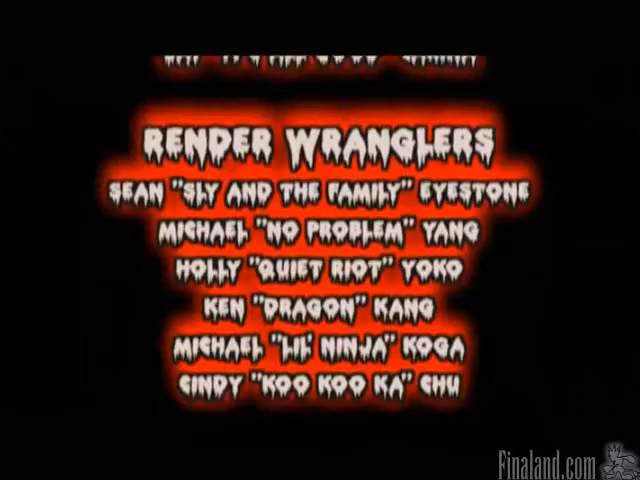 RENDER WRANGLERS
SEAN "SLY AND THE FAMILY" EYESTONE
MICHAEL "NO PROBLEM" YANG
HOLLY "QUIET RIOT" YOKO
KEN "DRAGON" KANG
MICHAEL "LIL' NINJA" KOGA
CINDY "KOO KOO KA" CHU
Finaland.com